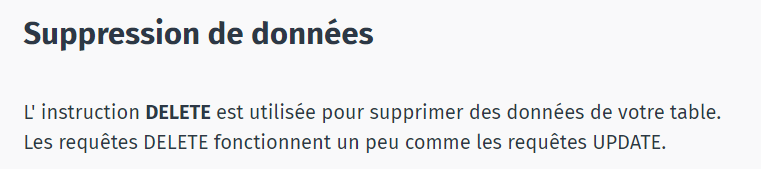 Suppression de données
L' instruction DELETE est utilisée pour supprimer des données de votre table.
Les requêtes DELETE fonctionnent un peu comme les requêtes UPDATE.